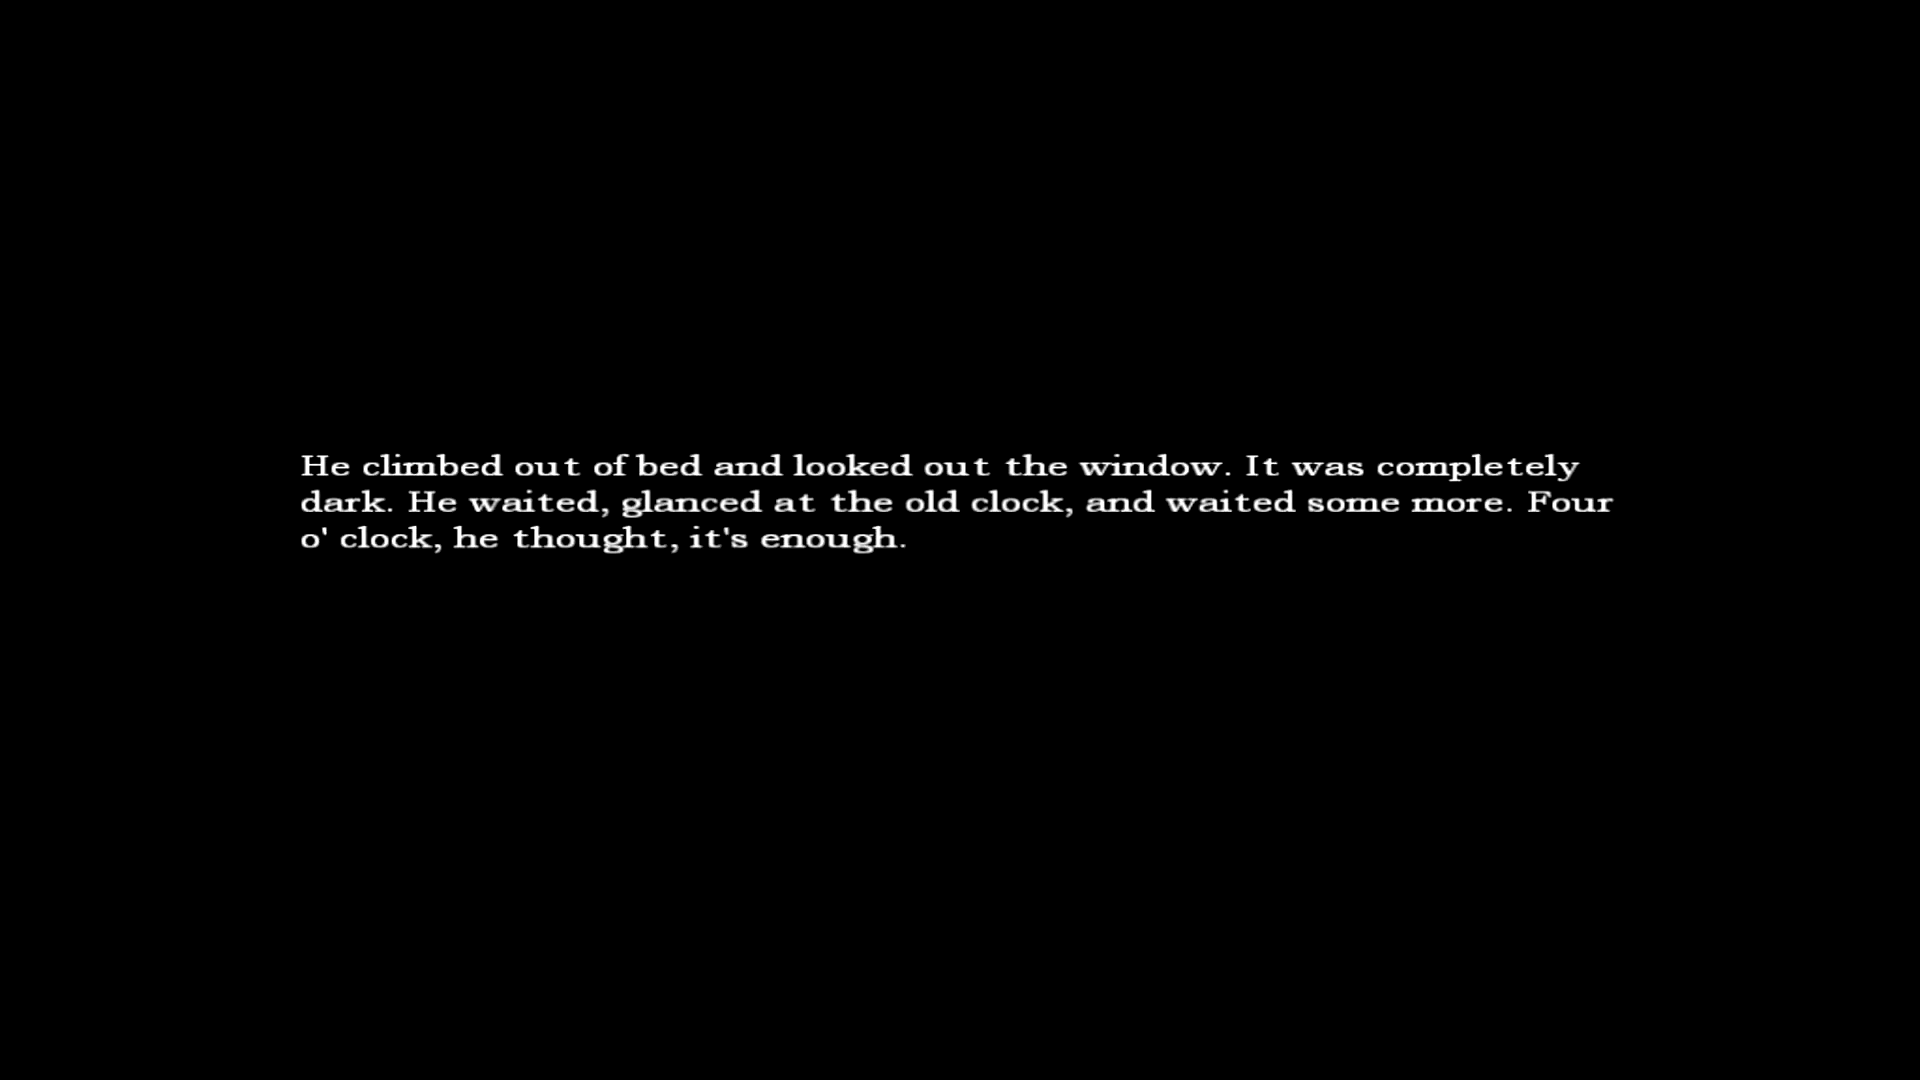 He climbed out of bed and looked out the window. It was completely
dark. He waited, glanced at the old clock, and waited some more. Four
o' clock, he thought, it's enough.